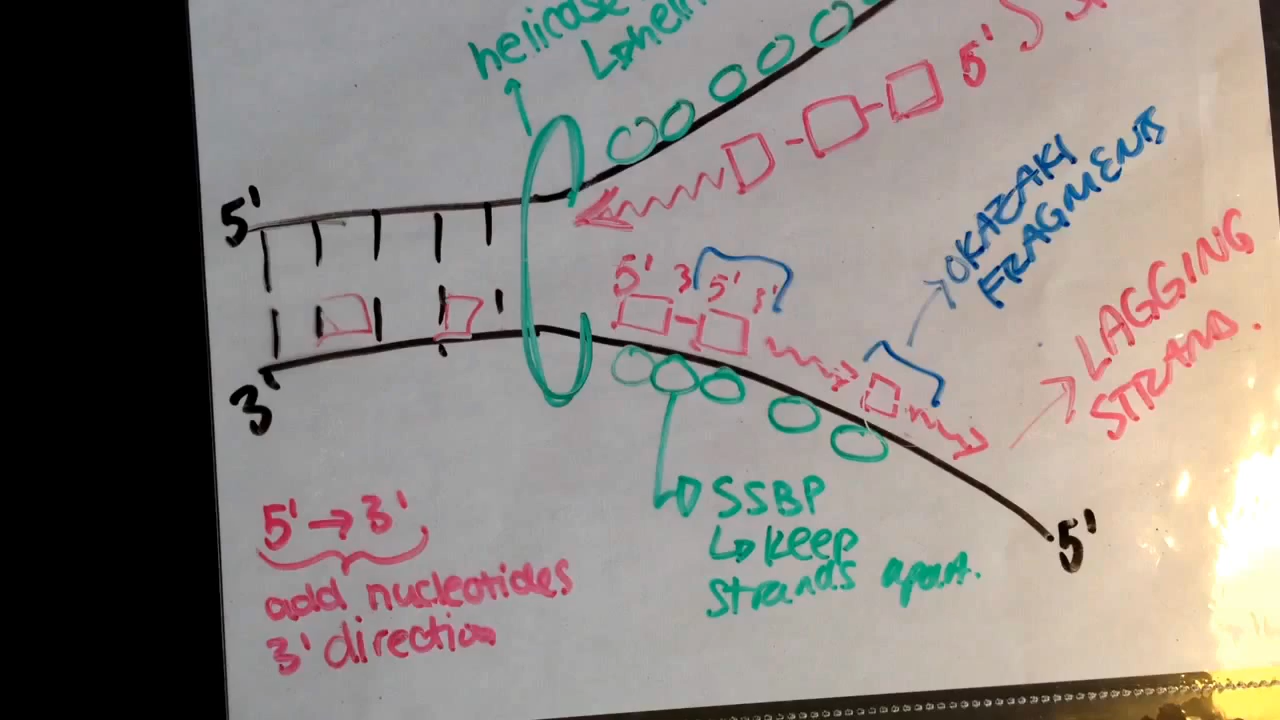 helicase
5'
5'
3'
5' 3' 5' 3'
OKAZAKI
FRAGMENTS
LAGGING
STRAND.
5'
SSBP
↳ keep
strands apart.
5' → 3'
add nucleotides
3' direction